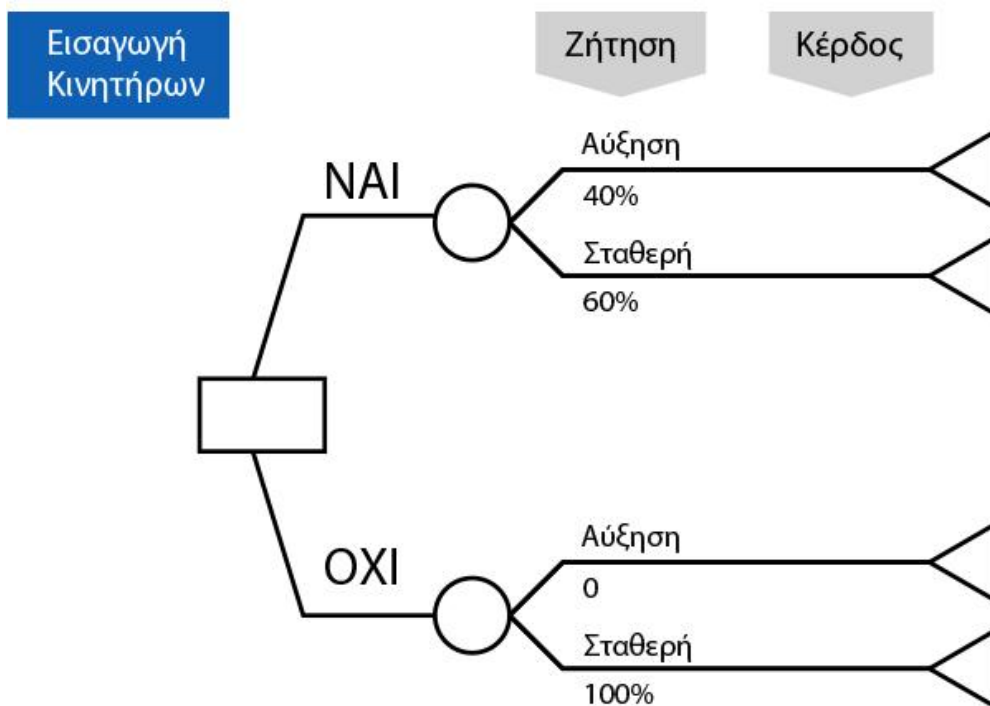 Εισαγωγή
Κινητήρων
Ζήτηση
Κέρδος
ΝΑΙ
Αύξηση
40%
Σταθερή
60%
ΟΧΙ
Αύξηση
0
Σταθερή
100%